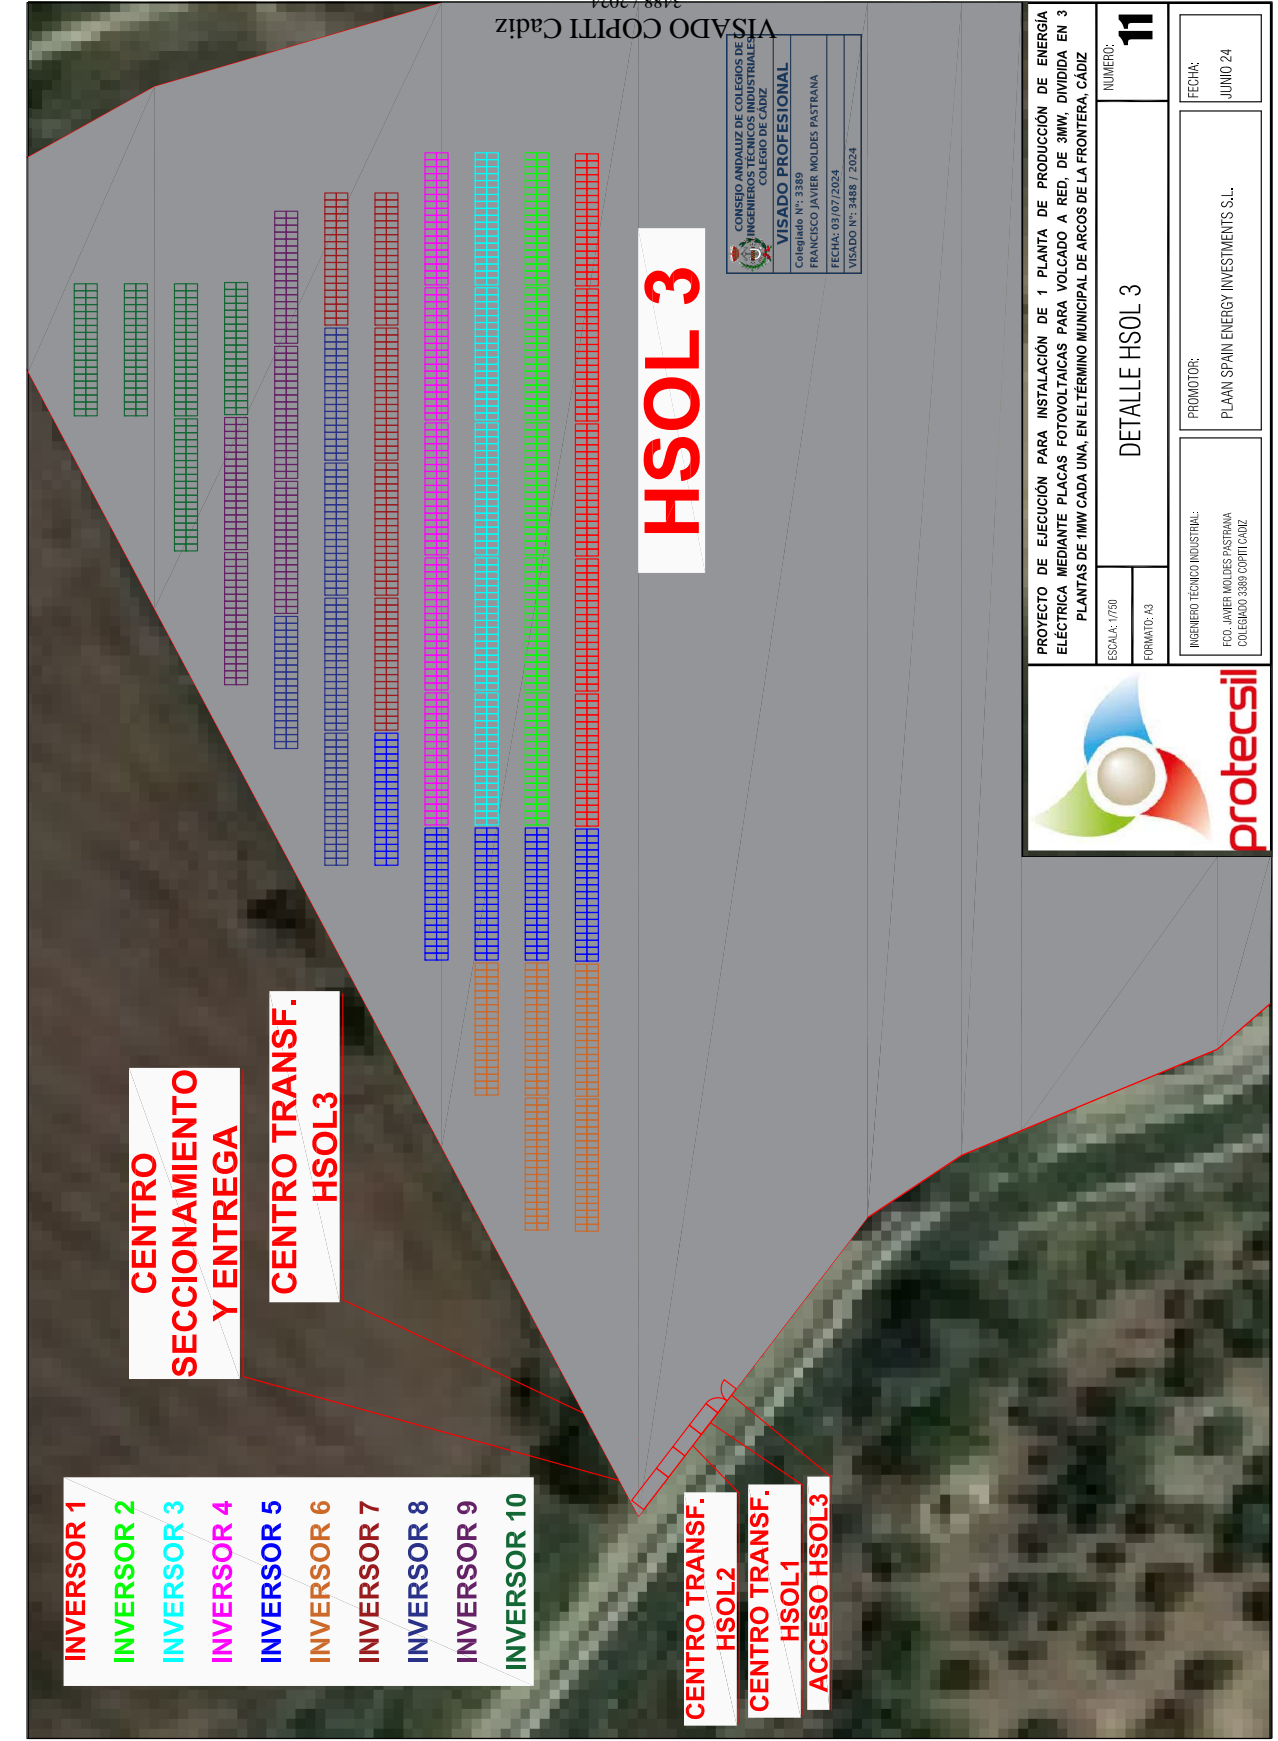 3488 / 2024
VISADO COPITI Cadiz
CONSEJO ANDALUZ DE COLEGIOS DE
INGENIEROS TÉCNICOS INDUSTRIALES
COLEGIO DE CÁDIZ
VISADO PROFESIONAL
Colegiado Nº: 3389
FRANCISCO JAVIER MOLDES PASTRANA
FECHA: 03/07/2024
VISADO Nº: 3488 / 2024
HSOL 3
CENTRO
SECCIONAMIENTO
Y ENTREGA
CENTRO TRANSF.
HSOL3
INVERSOR 1
INVERSOR 2
INVERSOR 3
INVERSOR 4
INVERSOR 5
INVERSOR 6
INVERSOR 7
INVERSOR 8
INVERSOR 9
INVERSOR 10
CENTRO TRANSF.
HSOL2
CENTRO TRANSF.
HSOL1
ACCESO HSOL3
PROYECTO DE EJECUCIÓN PARA INSTALACIÓN DE 1 PLANTA DE PRODUCCIÓN DE ENERGÍA
ELÉCTRICA MEDIANTE PLACAS FOTOVOLTAICAS PARA VOLCADO A RED, DE 3MW, DIVIDIDA EN 3
PLANTAS DE 1MW CADA UNA, EN ELTÉRMINO MUNICIPAL DE ARCOS DE LA FRONTERA, CÁDIZ
ESCALA: 1/750
FORMATO: A3
DETALLE HSOL 3
NUMERO:
11
INGENIERO TÉCNICO INDUSTRIAL:
FCO. JAVIER MOLDES PASTRANA
COLEGIADO 3389 COPITI CADIZ
PROMOTOR:
PLAAN SPAIN ENERGY INVESTMENTS S.L.
FECHA:
JUNIO 24
protecsil